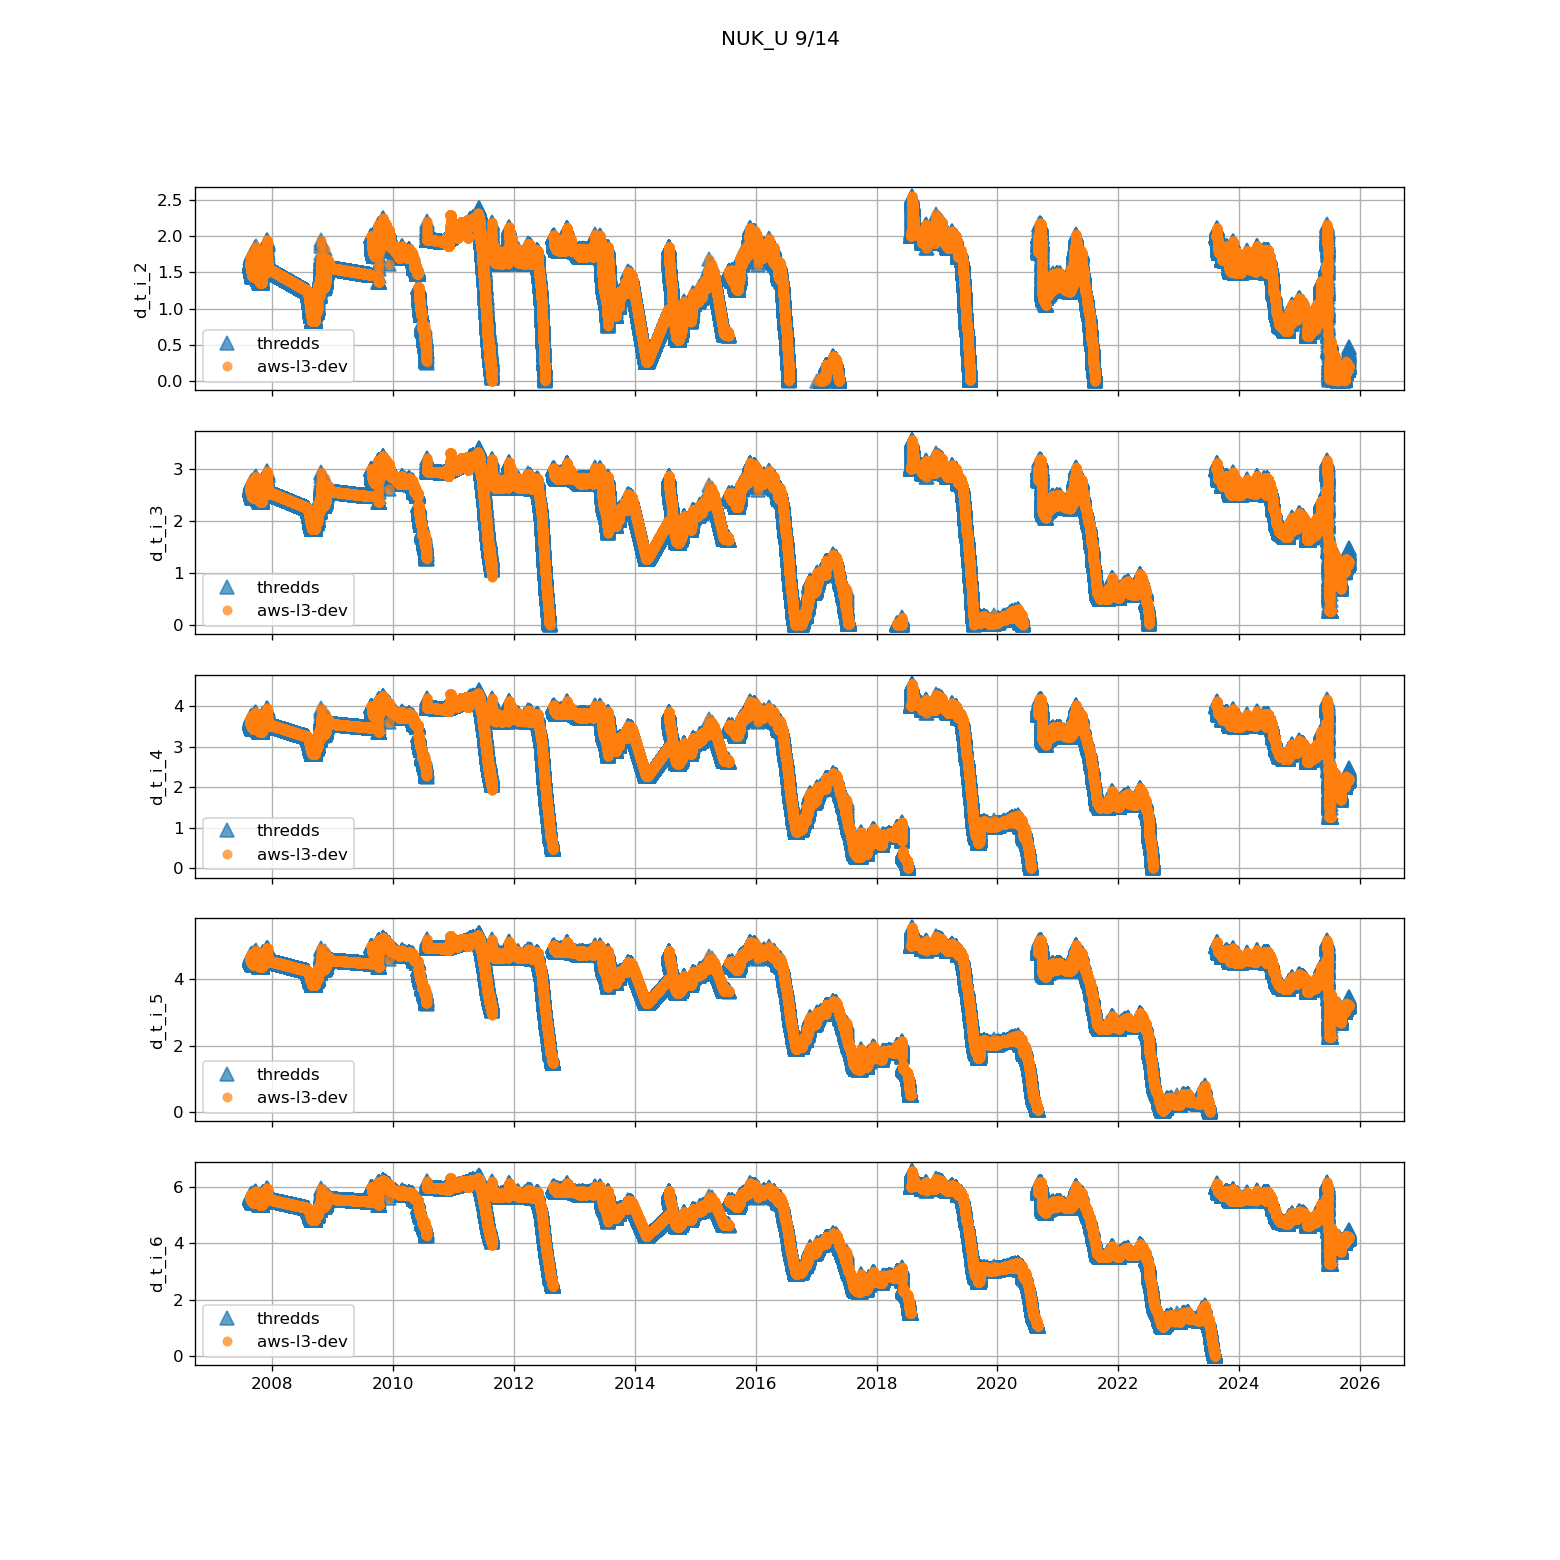 NUK_U 9/14
2.5
2.0
1.5
1.0
0.5
0.0
d_t_i_2
thredds
aws-l3-dev
3
2
1
0
d_t_i_3
thredds
aws-l3-dev
4
3
2
1
0
d_t_i_4
thredds
aws-l3-dev
4
2
0
d_t_i_5
thredds
aws-l3-dev
6
4
2
0
d_t_i_6
thredds
aws-l3-dev
2008 2010 2012 2014 2016 2018 2020 2022 2024 2026